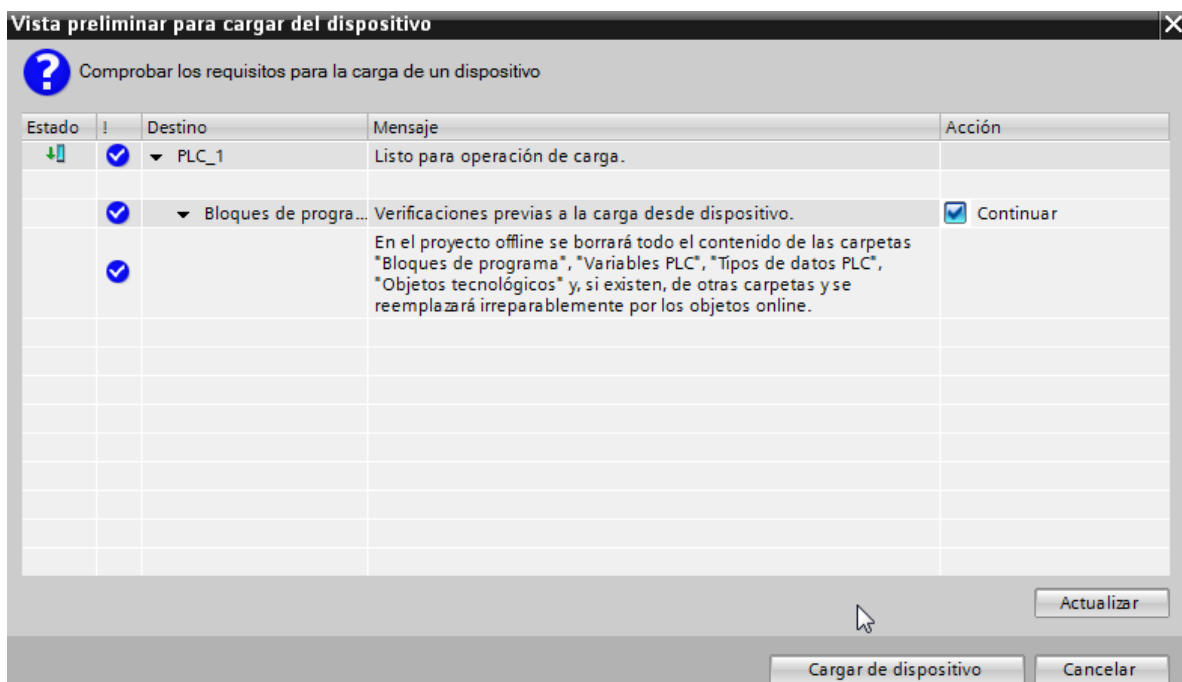 Vista preliminar para cargar del dispositivo
?
Comprobar los requisitos para la carga de un dispositivo
Estado ! Destino Mensaje Acción
PLC_1 Listo para operación de carga.
Bloques de progra... Verificaciones previas a la carga desde dispositivo. Continuar
En el proyecto offline se borrará todo el contenido de las carpetas
"Bloques de programa", "Variables PLC", "Tipos de datos PLC",
"Objetos tecnológicos" y, si existen, de otras carpetas y se
reemplazará irreparablemente por los objetos online.
Actualizar
Cargar de dispositivo Cancelar